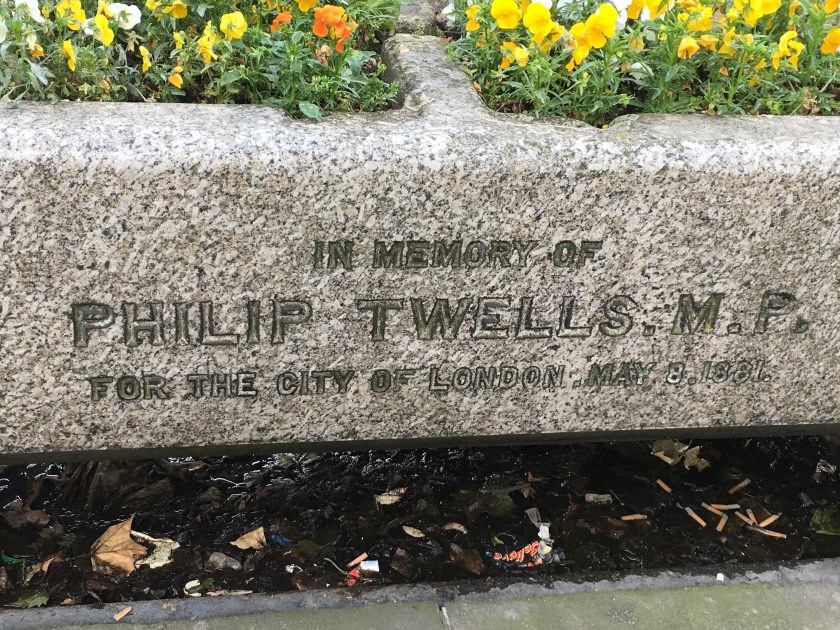 IN MEMORY OF
PHILIP TWELLS. M. P.
FOR THE CITY OF LONDON. MAY 8. 1881.